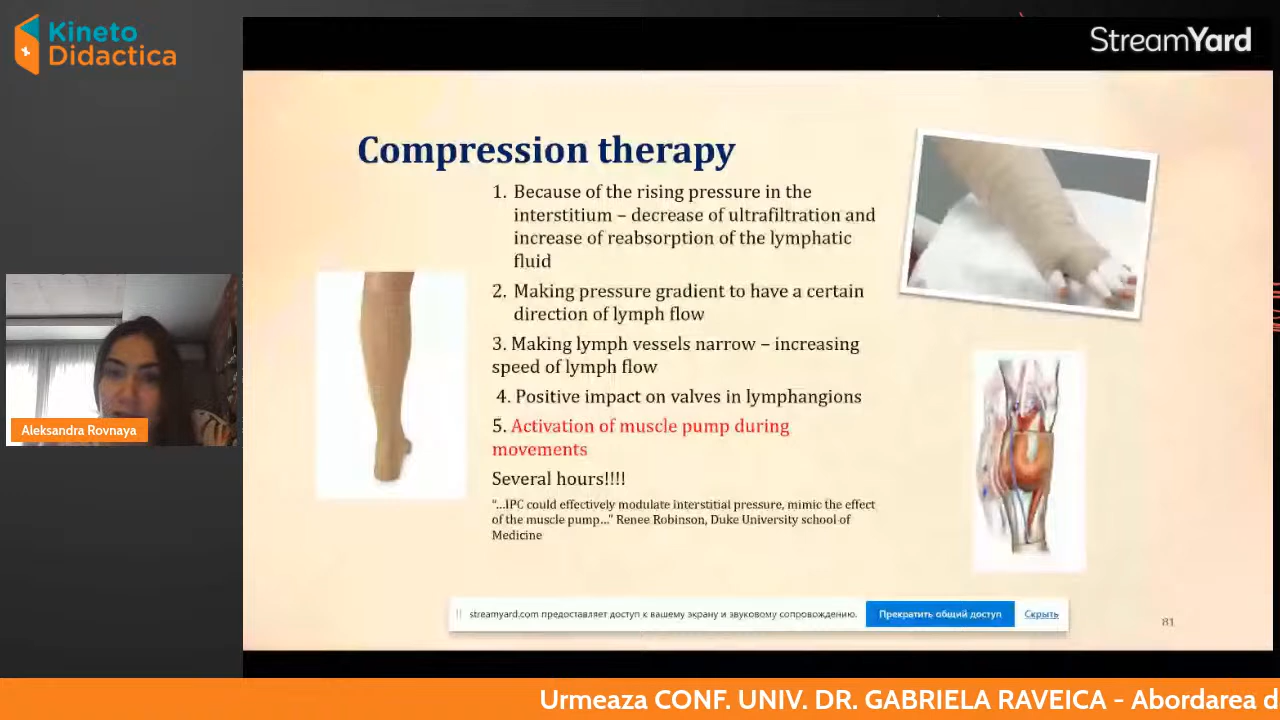 Kineto
Didactica
StreamYard
Compression therapy
1. Because of the rising pressure in the
interstitium – decrease of ultrafiltration and
increase of reabsorption of the lymphatic
fluid
2. Making pressure gradient to have a certain
direction of lymph flow
3. Making lymph vessels narrow – increasing
speed of lymph flow
4. Positive impact on valves in lymphangions
5. Activation of muscle pump during
movements
Several hours!!!!
"…IPC could effectively modulate interstitial pressure, mimic the effect
of the muscle pump…" Renee Robinson, Duke University school of
Medicine
Aleksandra Rovnaya
streamyard.com предоставляет доступ к вашему экрану и звуковому сопровождению.
Прекратить общий доступ
Скрыть
81
Urmeaza CONF. UNIV. DR. GABRIELA RAVEICA - Abordarea d